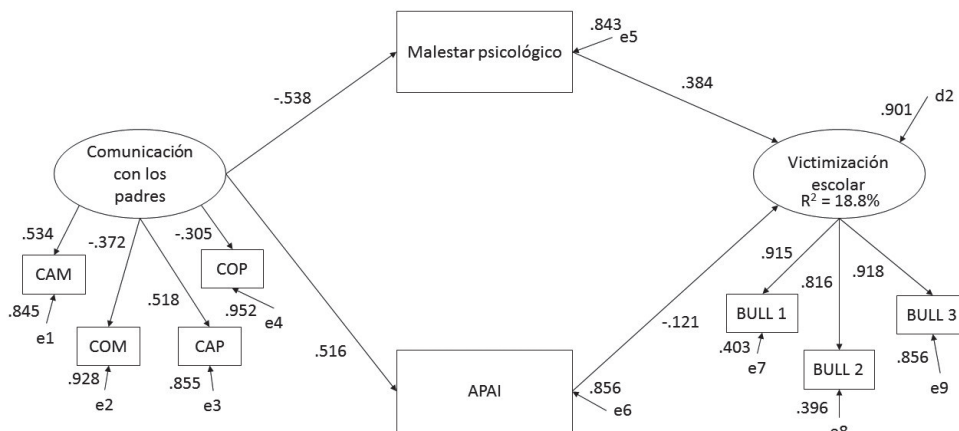 .843
e5
Malestar psicológico
-.538
.384
.901
d2
Comunicación
con los
padres
Victimización
escolar
R² = 18.8%
.534
-.372
-.305
CAM
COP
.845
e1
.518
.952
e4
COM
CAP
.928
e2
.855
e3
.516
APAI
-.121
.856
e6
.915
.816
.918
BULL 1
BULL 2
BULL 3
.403
e7
.396
e8
.856
e9